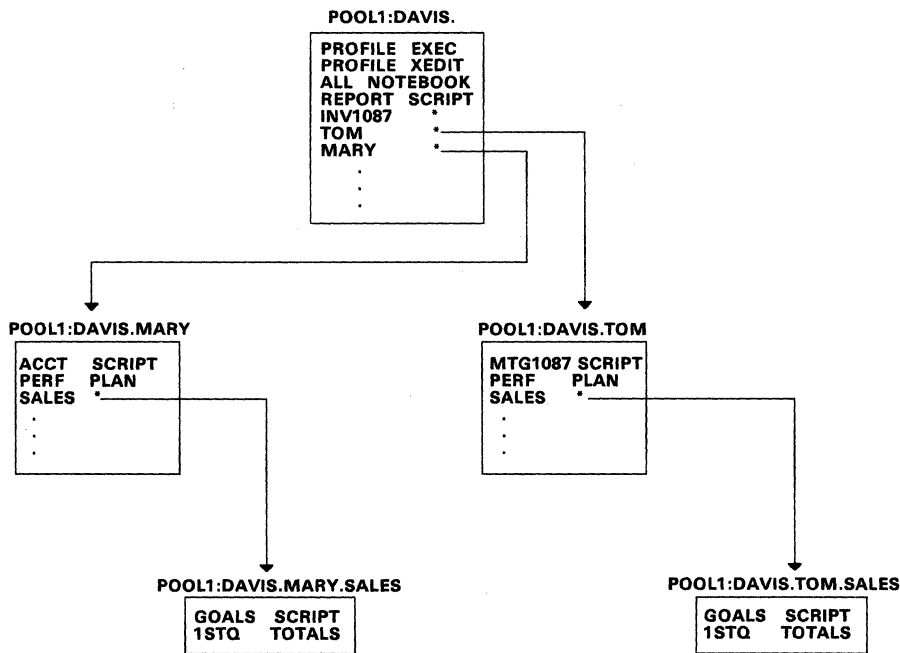 POOL1:DAVIS.
PROFILE EXEC
PROFILE XEDIT
ALL NOTEBOOK
REPORT SCRIPT
INV1087 *
TOM *
MARY *
.
.
.
POOL1:DAVIS.MARY
ACCT SCRIPT
PERF PLAN
SALES *
.
.
.
POOL1:DAVIS.TOM
MTG1087 SCRIPT
PERF PLAN
SALES *
.
.
.
POOL1:DAVIS.MARY.SALES
GOALS SCRIPT
1STQ TOTALS
POOL1:DAVIS.TOM.SALES
GOALS SCRIPT
1STQ TOTALS